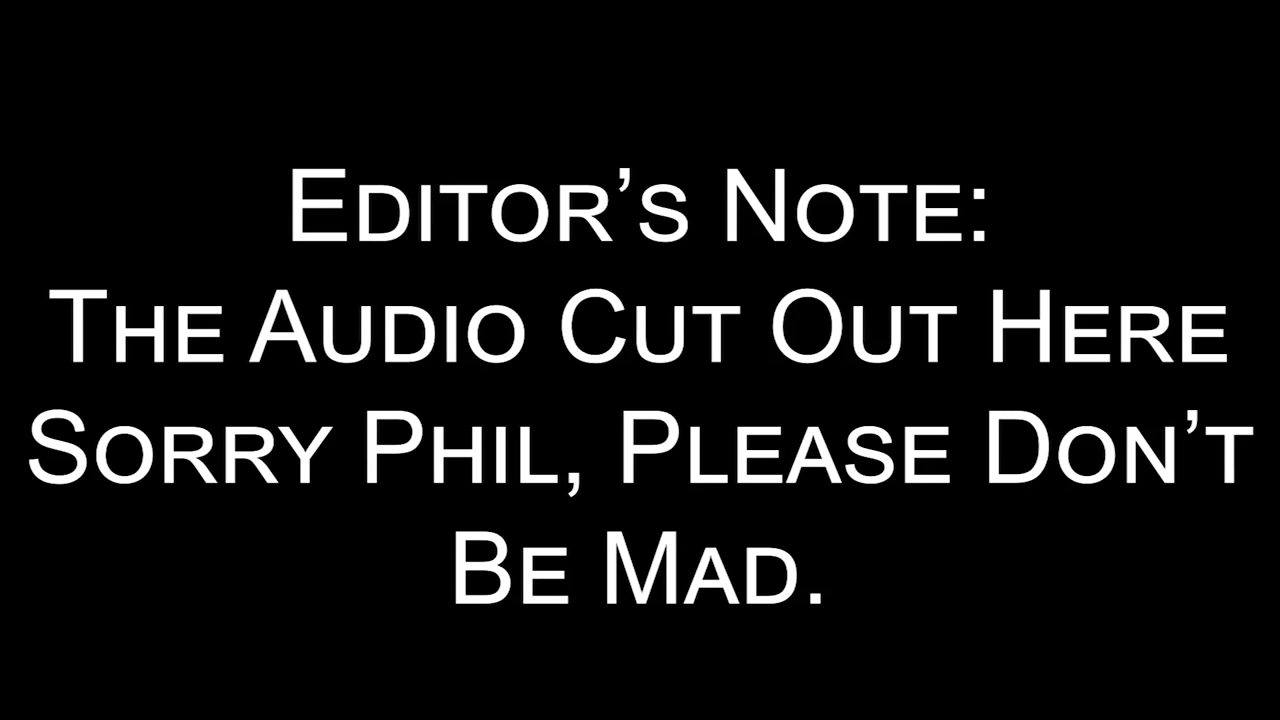 Editor’s Note:
The Audio Cut Out Here
Sorry Phil, Please Don’t
Be Mad.